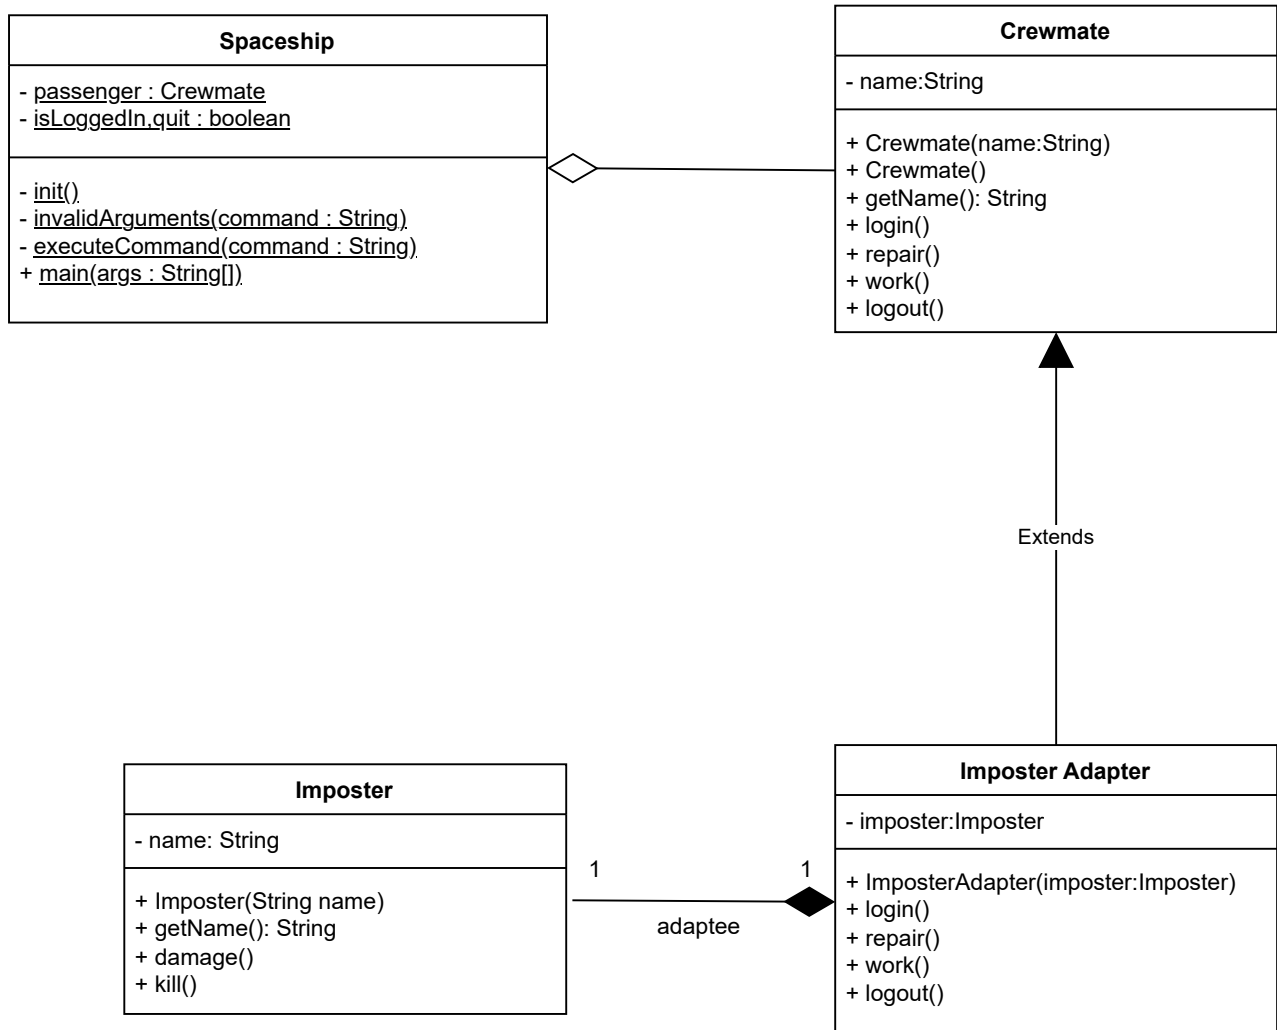 Spaceship
- passenger : Crewmate
- isLoggedIn,quit : boolean
- init()
- invalidArguments(command : String)
- executeCommand(command : String)
+ main(args : String[])
Crewmate
- name:String
+ Crewmate(name:String)
+ Crewmate()
+ getName(): String
+ login()
+ repair()
+ work()
+ logout()
Extends
Imposter
- name: String
+ Imposter(String name)
+ getName(): String
+ damage()
+ kill()
1
1
adaptee
Imposter Adapter
- imposter:Imposter
+ ImposterAdapter(imposter:Imposter)
+ login()
+ repair()
+ work()
+ logout()